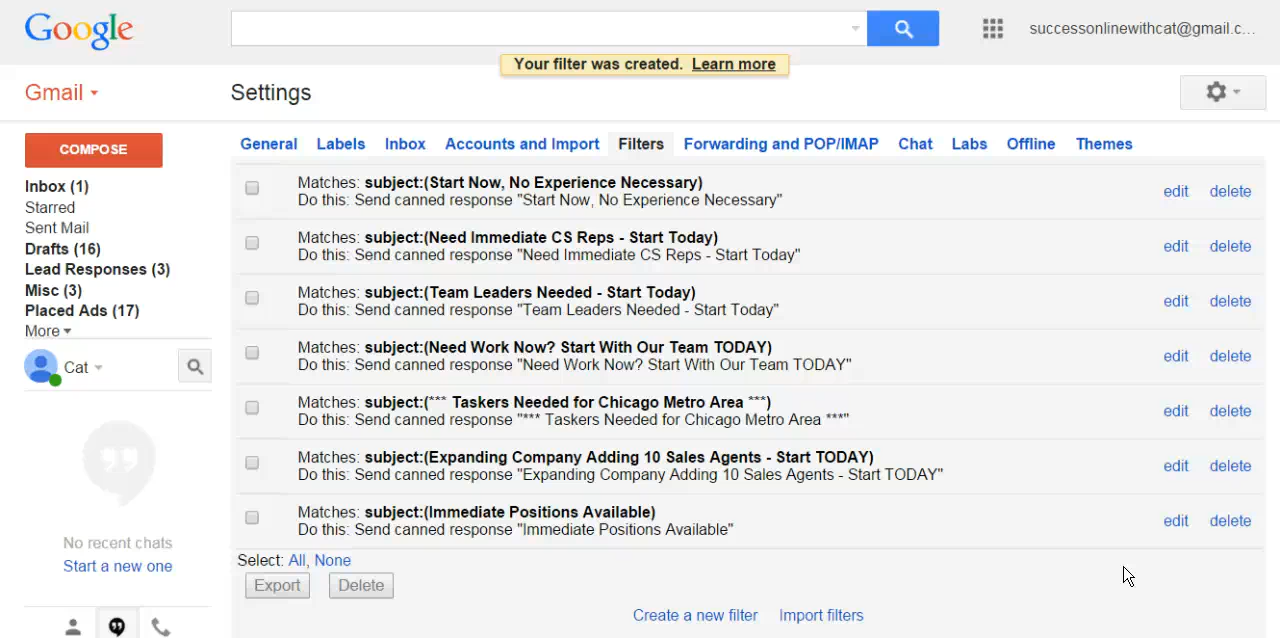 Google
successonlinewithcat@gmail.c...
Your filter was created. Learn more
Gmail
Settings
COMPOSE
General Labels Inbox Accounts and Import Filters Forwarding and POP/IMAP Chat Labs Offline Themes
Inbox (1)
Starred
Sent Mail
Drafts (16)
Lead Responses (3)
Misc (3)
Placed Ads (17)
More
Cat
No recent chats
Start a new one
Matches: subject:(Start Now, No Experience Necessary)
Do this: Send canned response "Start Now, No Experience Necessary"
edit delete
Matches: subject:(Need Immediate CS Reps - Start Today)
Do this: Send canned response "Need Immediate CS Reps - Start Today"
edit delete
Matches: subject:(Team Leaders Needed - Start Today)
Do this: Send canned response "Team Leaders Needed - Start Today"
edit delete
Matches: subject:(Need Work Now? Start With Our Team TODAY)
Do this: Send canned response "Need Work Now? Start With Our Team TODAY"
edit delete
Matches: subject:(*** Taskers Needed for Chicago Metro Area ***)
Do this: Send canned response "*** Taskers Needed for Chicago Metro Area ***"
edit delete
Matches: subject:(Expanding Company Adding 10 Sales Agents - Start TODAY)
Do this: Send canned response "Expanding Company Adding 10 Sales Agents - Start TODAY"
edit delete
Matches: subject:(Immediate Positions Available)
Do this: Send canned response "Immediate Positions Available"
edit delete
Select: All, None
Export Delete
Create a new filter Import filters